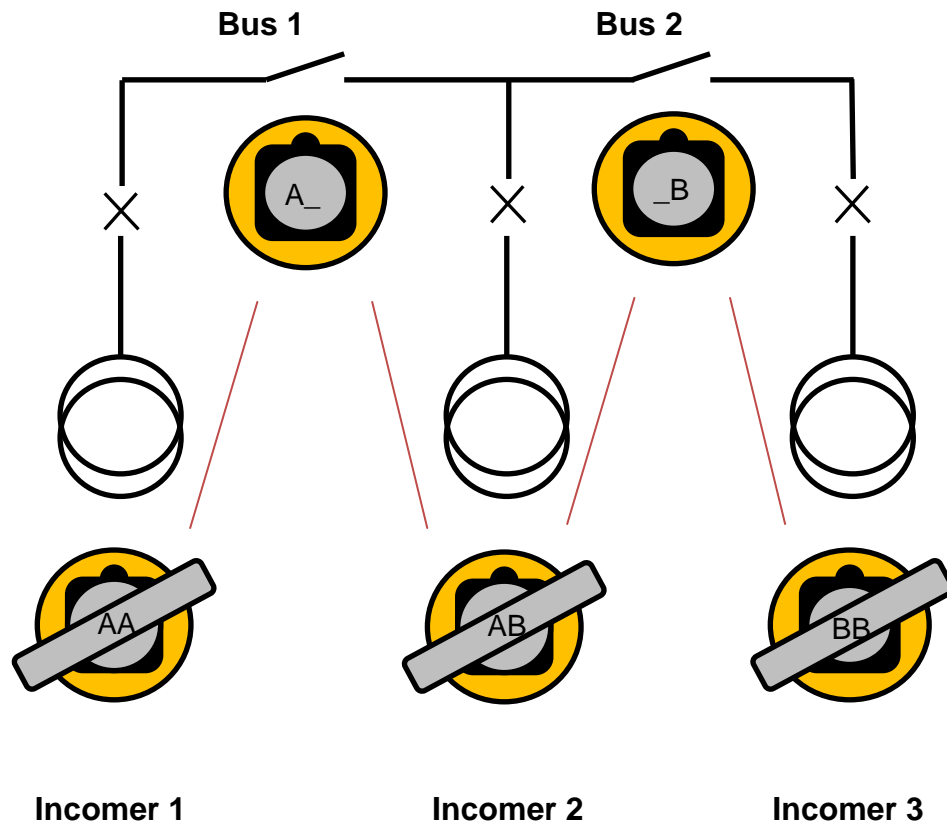 Bus 1
Bus 2
A_
_B
AA
AB
BB
Incomer 1
Incomer 2
Incomer 3